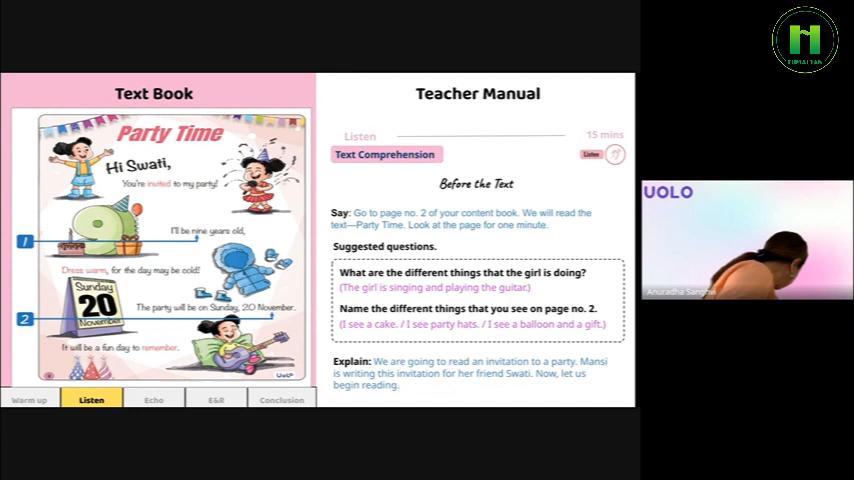 Text Book
Party Time
Hi Swati,
You're invited to my party!
1
I'll be nine years old,
Dress warm, for the day may be cold!
Sunday
20
November
The party will be on Sunday, 20 November.
2
It will be a fun day to remember.
Uolo
Warm up
Listen
Echo
E&R
Conclusion
Teacher Manual
Listen
15 mins
Text Comprehension
Listen
Before the Text
Say: Go to page no. 2 of your content book. We will read the
text—Party Time. Look at the page for one minute.
Suggested questions.
What are the different things that the girl is doing?
(The girl is singing and playing the guitar.)
Name the different things that you see on page no. 2.
(I see a cake. / I see party hats. / I see a balloon and a gift.)
Explain: We are going to read an invitation to a party. Mansi
is writing this invitation for her friend Swati. Now, let us
begin reading.
UOLO
Anuradha